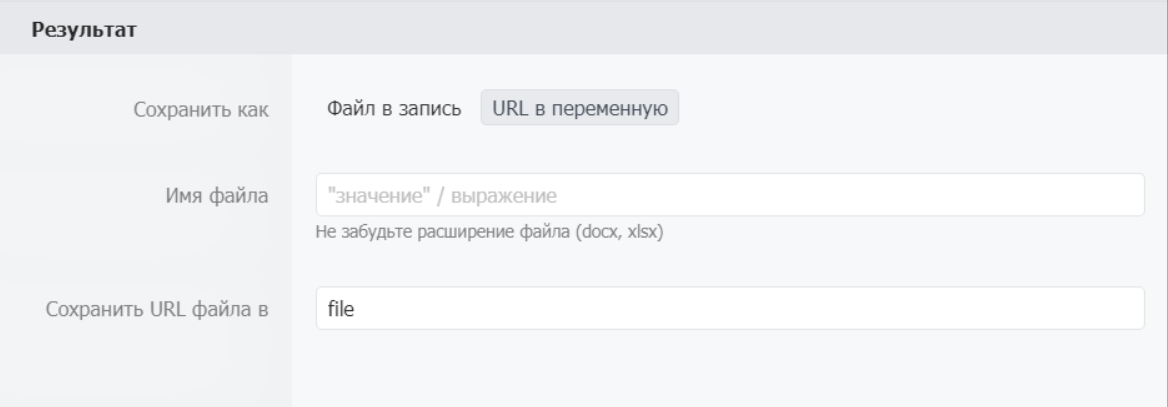 Результат
Сохранить как Файл в запись URL в переменную
Имя файла "значение" / выражение
Не забудьте расширение файла (docx, xlsx)
Сохранить URL файла в file